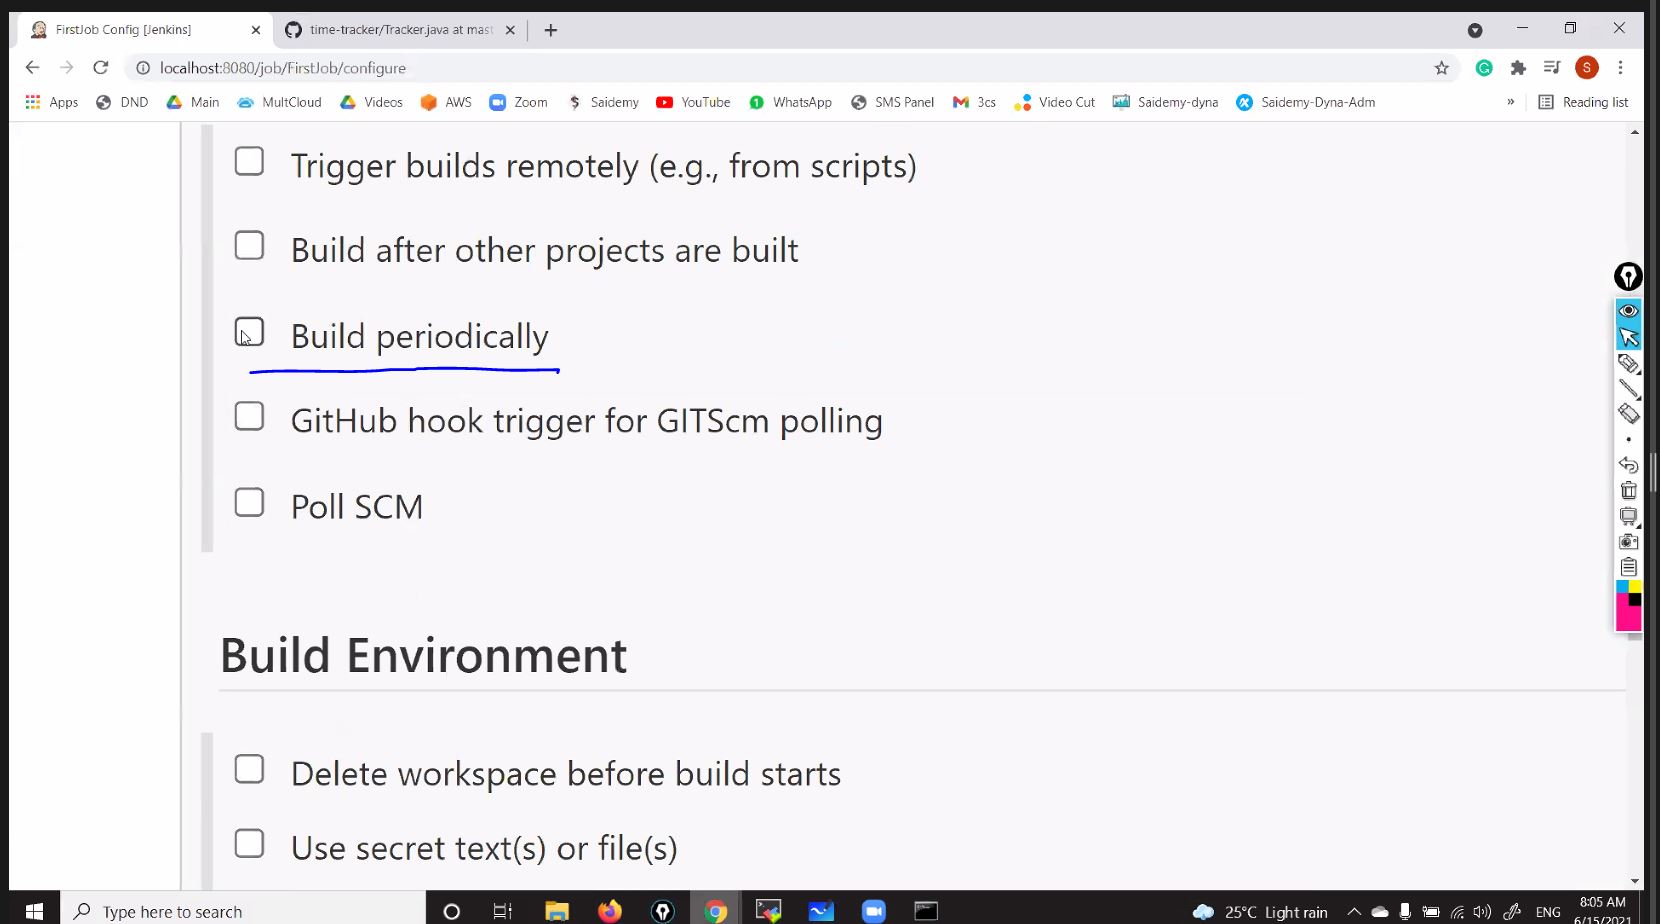 FirstJob Config [Jenkins]
time-tracker/Tracker.java at mast
localhost:8080/job/FirstJob/configure
S
Apps DND Main MultCloud Videos AWS Zoom Saidemy YouTube WhatsApp SMS Panel 3cs Video Cut Saidemy-dyna Saidemy-Dyna-Adm » Reading list
Trigger builds remotely (e.g., from scripts)
Build after other projects are built
Build periodically
GitHub hook trigger for GITScm polling
Poll SCM
Build Environment
Delete workspace before build starts
Use secret text(s) or file(s)
Type here to search
25°C Light rain
ENG
8:05 AM
6/15/2021